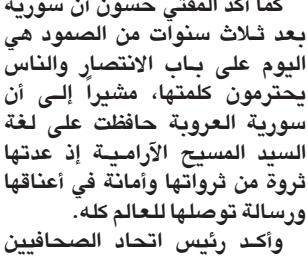 كما أكد المفتي حسون أن سورية
بعد ثلاث سنوات من الصمود هي
اليوم على باب الانتصار والناس
يحترمون كلمتها، مشيراً إلى أن
سورية العروبة حافظت على لغة
السيد المسيح الآرامية إذ عدتها
ثروة من ثرواتها وأمانة في أعناقها
ورسالة توصلها للعالم كله.
وأكد رئيس اتحاد الصحافيين